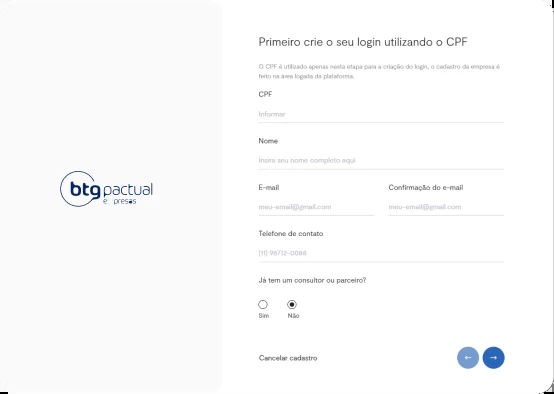 Primeiro crie o seu login utilizando o CPF
O CPF é utilizado apenas nesta etapa para a criação do login, o cadastro da empresa é
feito na área logada da plataforma.
CPF
Informar
Nome
Insira seu nome completo aqui
E-mail Confirmação do e-mail
meu-email@gmail.com meu-email@gmail.com
btg pactual
Telefone de contato
(11) 96712-0088
Já tem um consultor ou parceiro?
Sim Não
Cancelar cadastro